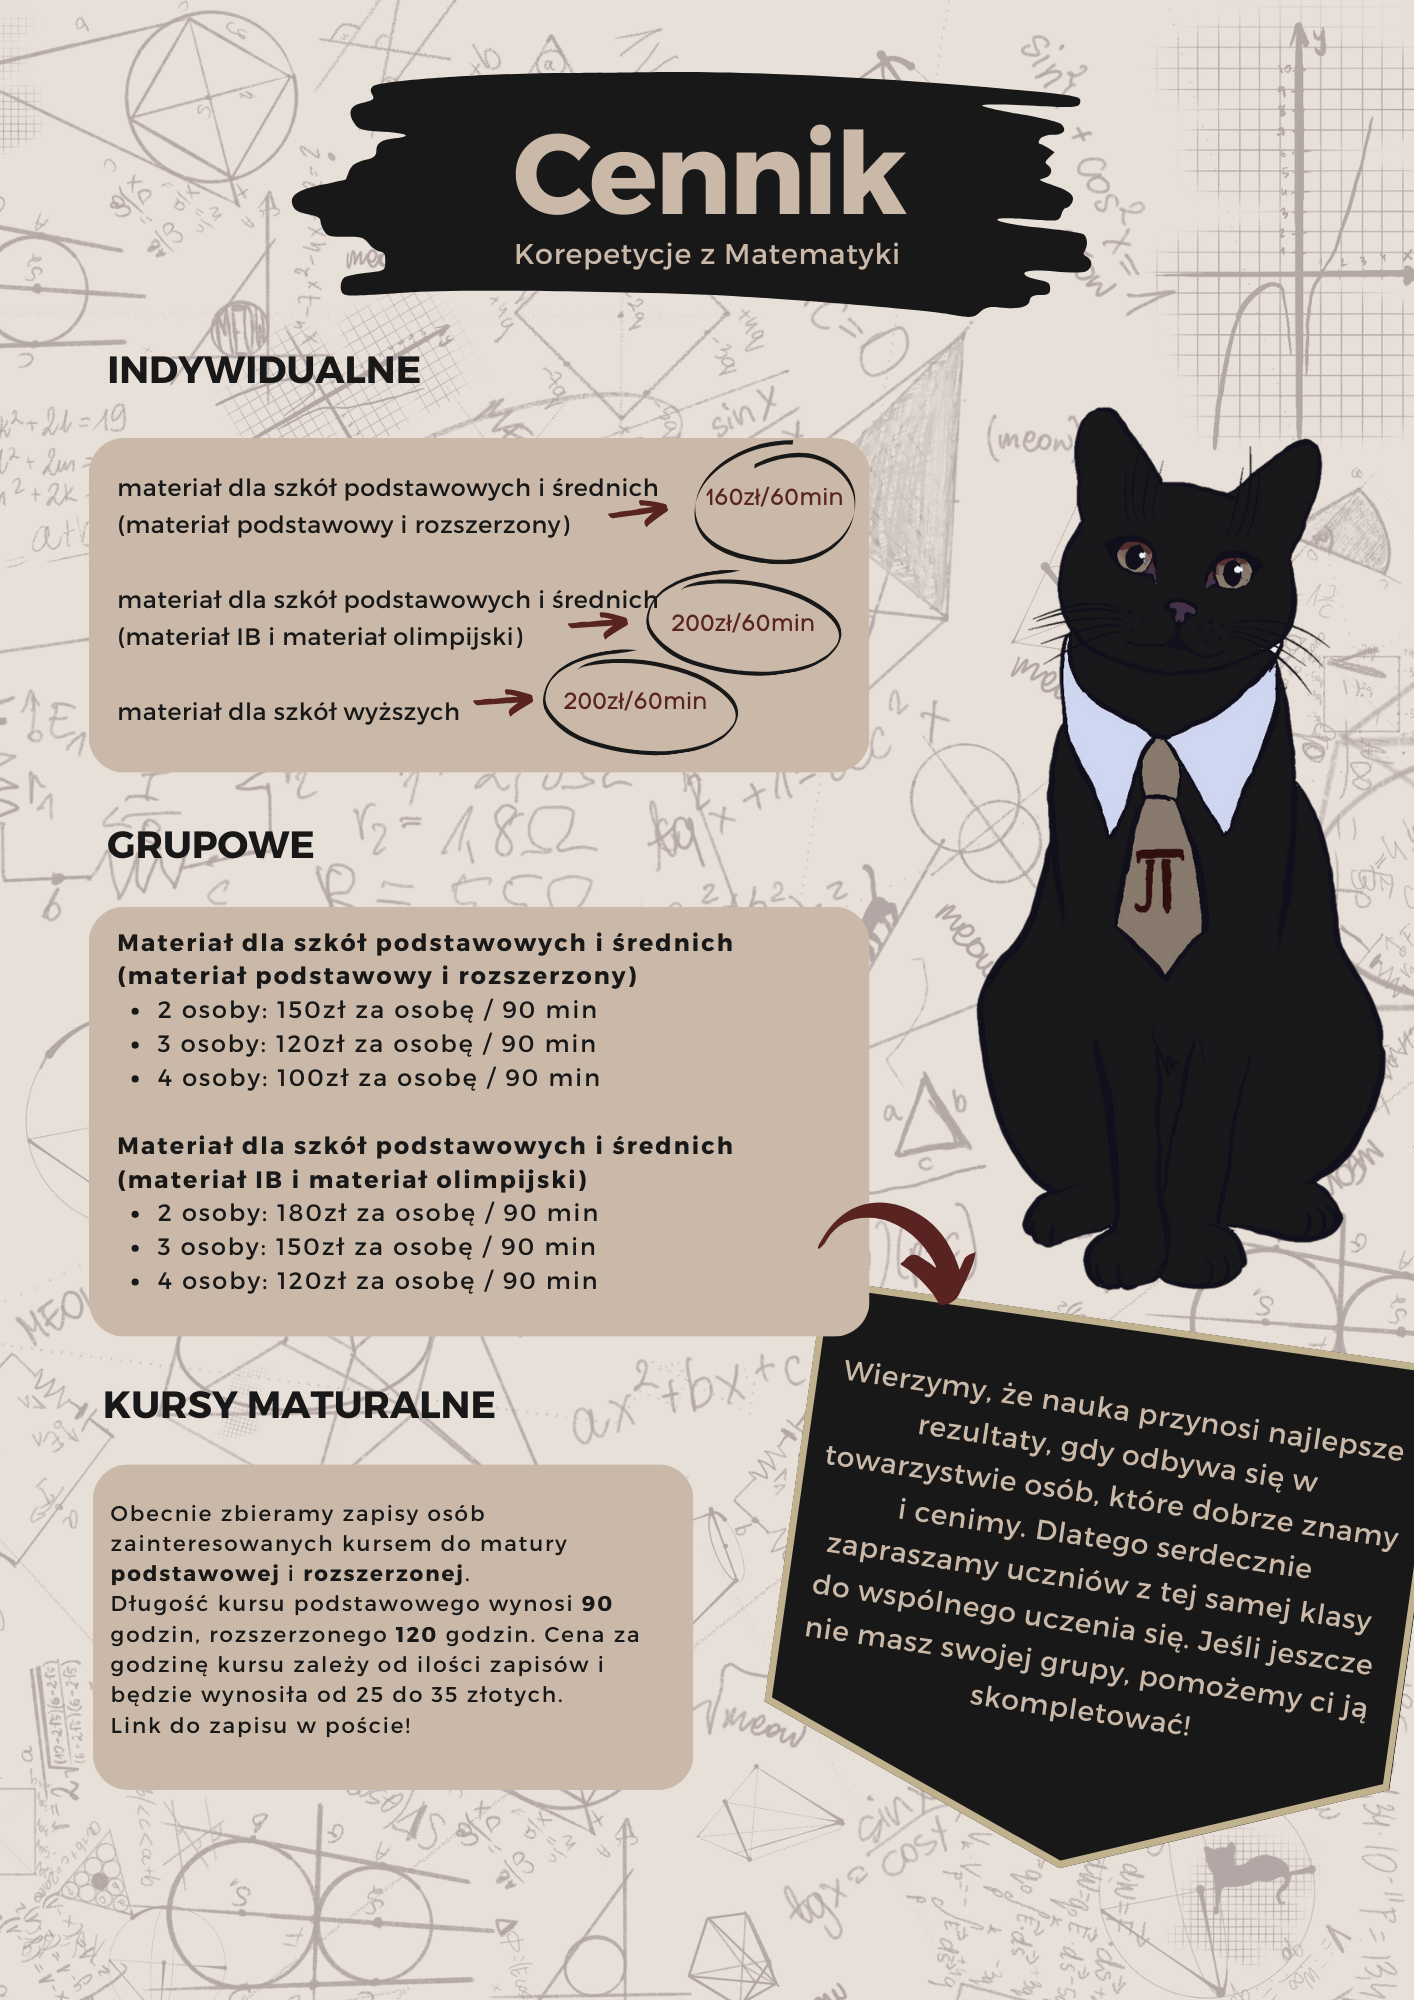 Cennik
Korepetycje z Matematyki
INDYWIDUALNE
materiał dla szkół podstawowych i średnich
(materiał podstawowy i rozszerzony)
160zł/60min
materiał dla szkół podstawowych i średnich
(materiał IB i materiał olimpijski)
200zł/60min
materiał dla szkół wyższych
200zł/60min
GRUPOWE
Materiał dla szkół podstawowych i średnich
(materiał podstawowy i rozszerzony)
• 2 osoby: 150zł za osobę / 90 min
• 3 osoby: 120zł za osobę / 90 min
• 4 osoby: 100zł za osobę / 90 min
Materiał dla szkół podstawowych i średnich
(materiał IB i materiał olimpijski)
• 2 osoby: 180zł za osobę / 90 min
• 3 osoby: 150zł za osobę / 90 min
• 4 osoby: 120zł za osobę / 90 min
KURSY MATURALNE
Obecnie zbieramy zapisy osób
zainteresowanych kursem do matury
podstawowej i rozszerzonej.
Długość kursu podstawowego wynosi 90
godzin, rozszerzonego 120 godzin. Cena za
godzinę kursu zależy od ilości zapisów i
będzie wynosiła od 25 do 35 złotych.
Link do zapisu w poście!
Wierzymy, że nauka przynosi najlepsze
rezultaty, gdy odbywa się w
towarzystwie osób, które dobrze znamy
i cenimy. Dlatego serdecznie
zapraszamy uczniów z tej samej klasy
do wspólnego uczenia się. Jeśli jeszcze
nie masz swojej grupy, pomożemy ci ją
skompletować!
π
(meow)
meow
sin x
ax²+bx+c
√meow
y
a
b
c